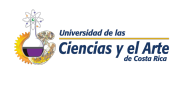 Universidad de las
Ciencias y el Arte
de Costa Rica